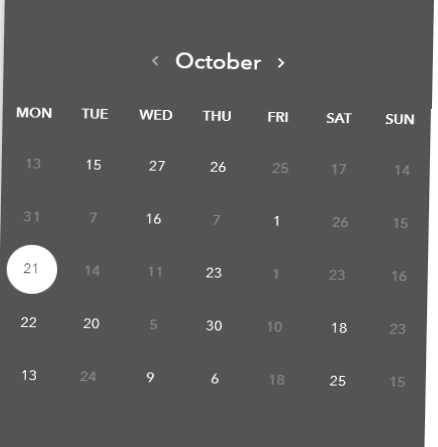 ‹ October ›
MON TUE WED THU FRI SAT SUN
13 15 27 26 25 17 14
31 7 16 7 1 26 15
21 14 11 23 1 23 16
22 20 5 30 10 18 23
13 24 9 6 18 25 15